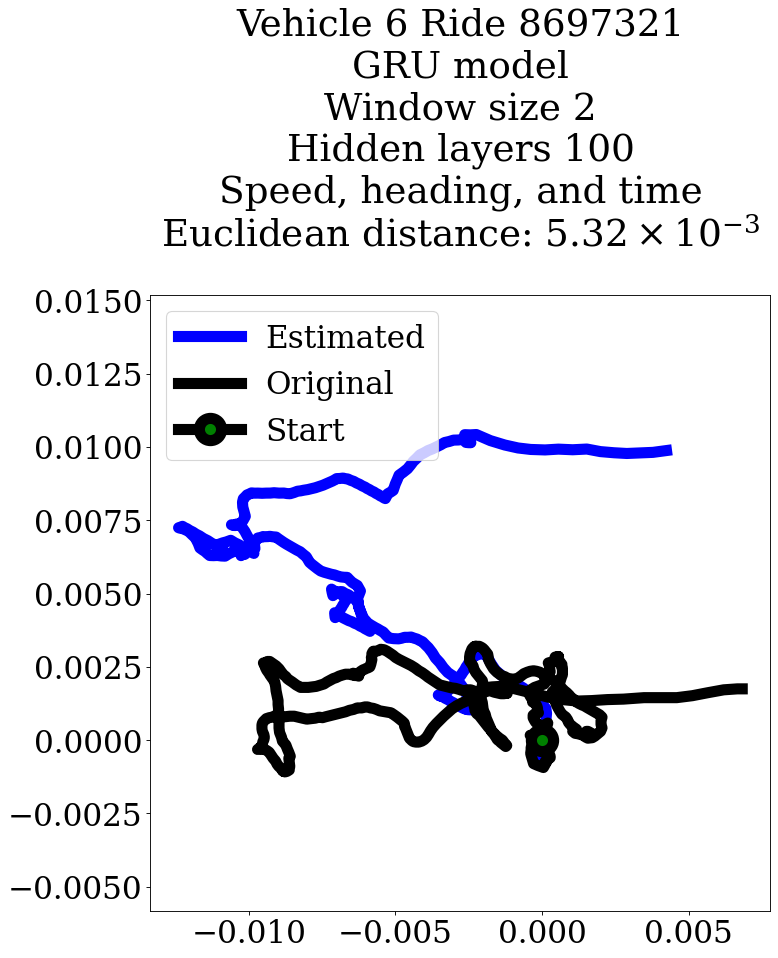 Vehicle 6 Ride 8697321
GRU model
Window size 2
Hidden layers 100
Speed, heading, and time
Euclidean distance: 5.32 × 10⁻³
0.0150
0.0125
0.0100
0.0075
0.0050
0.0025
0.0000
−0.0025
−0.0050
Estimated
Original
Start
−0.010 −0.005 0.000 0.005